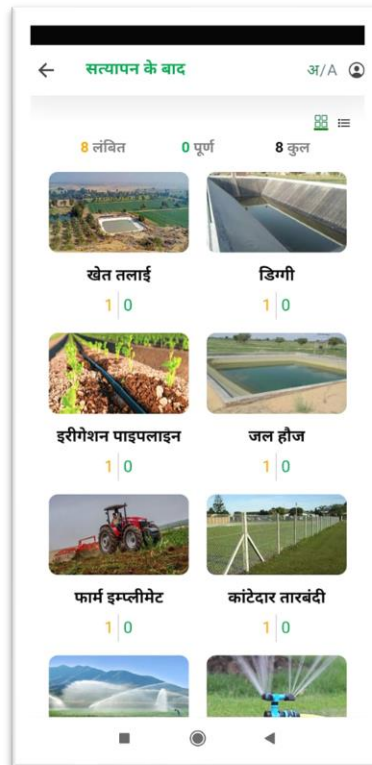 सत्यापन के बाद अ/A
8 लंबित 0 पूर्ण 8 कुल
खेत तलाई डिग्गी
1 0 1 0
इरीगेशन पाइपलाइन जल हौज
1 0 1 0
फार्म इम्प्लीमेट कांटेदार तारबंदी
1 0 1 0